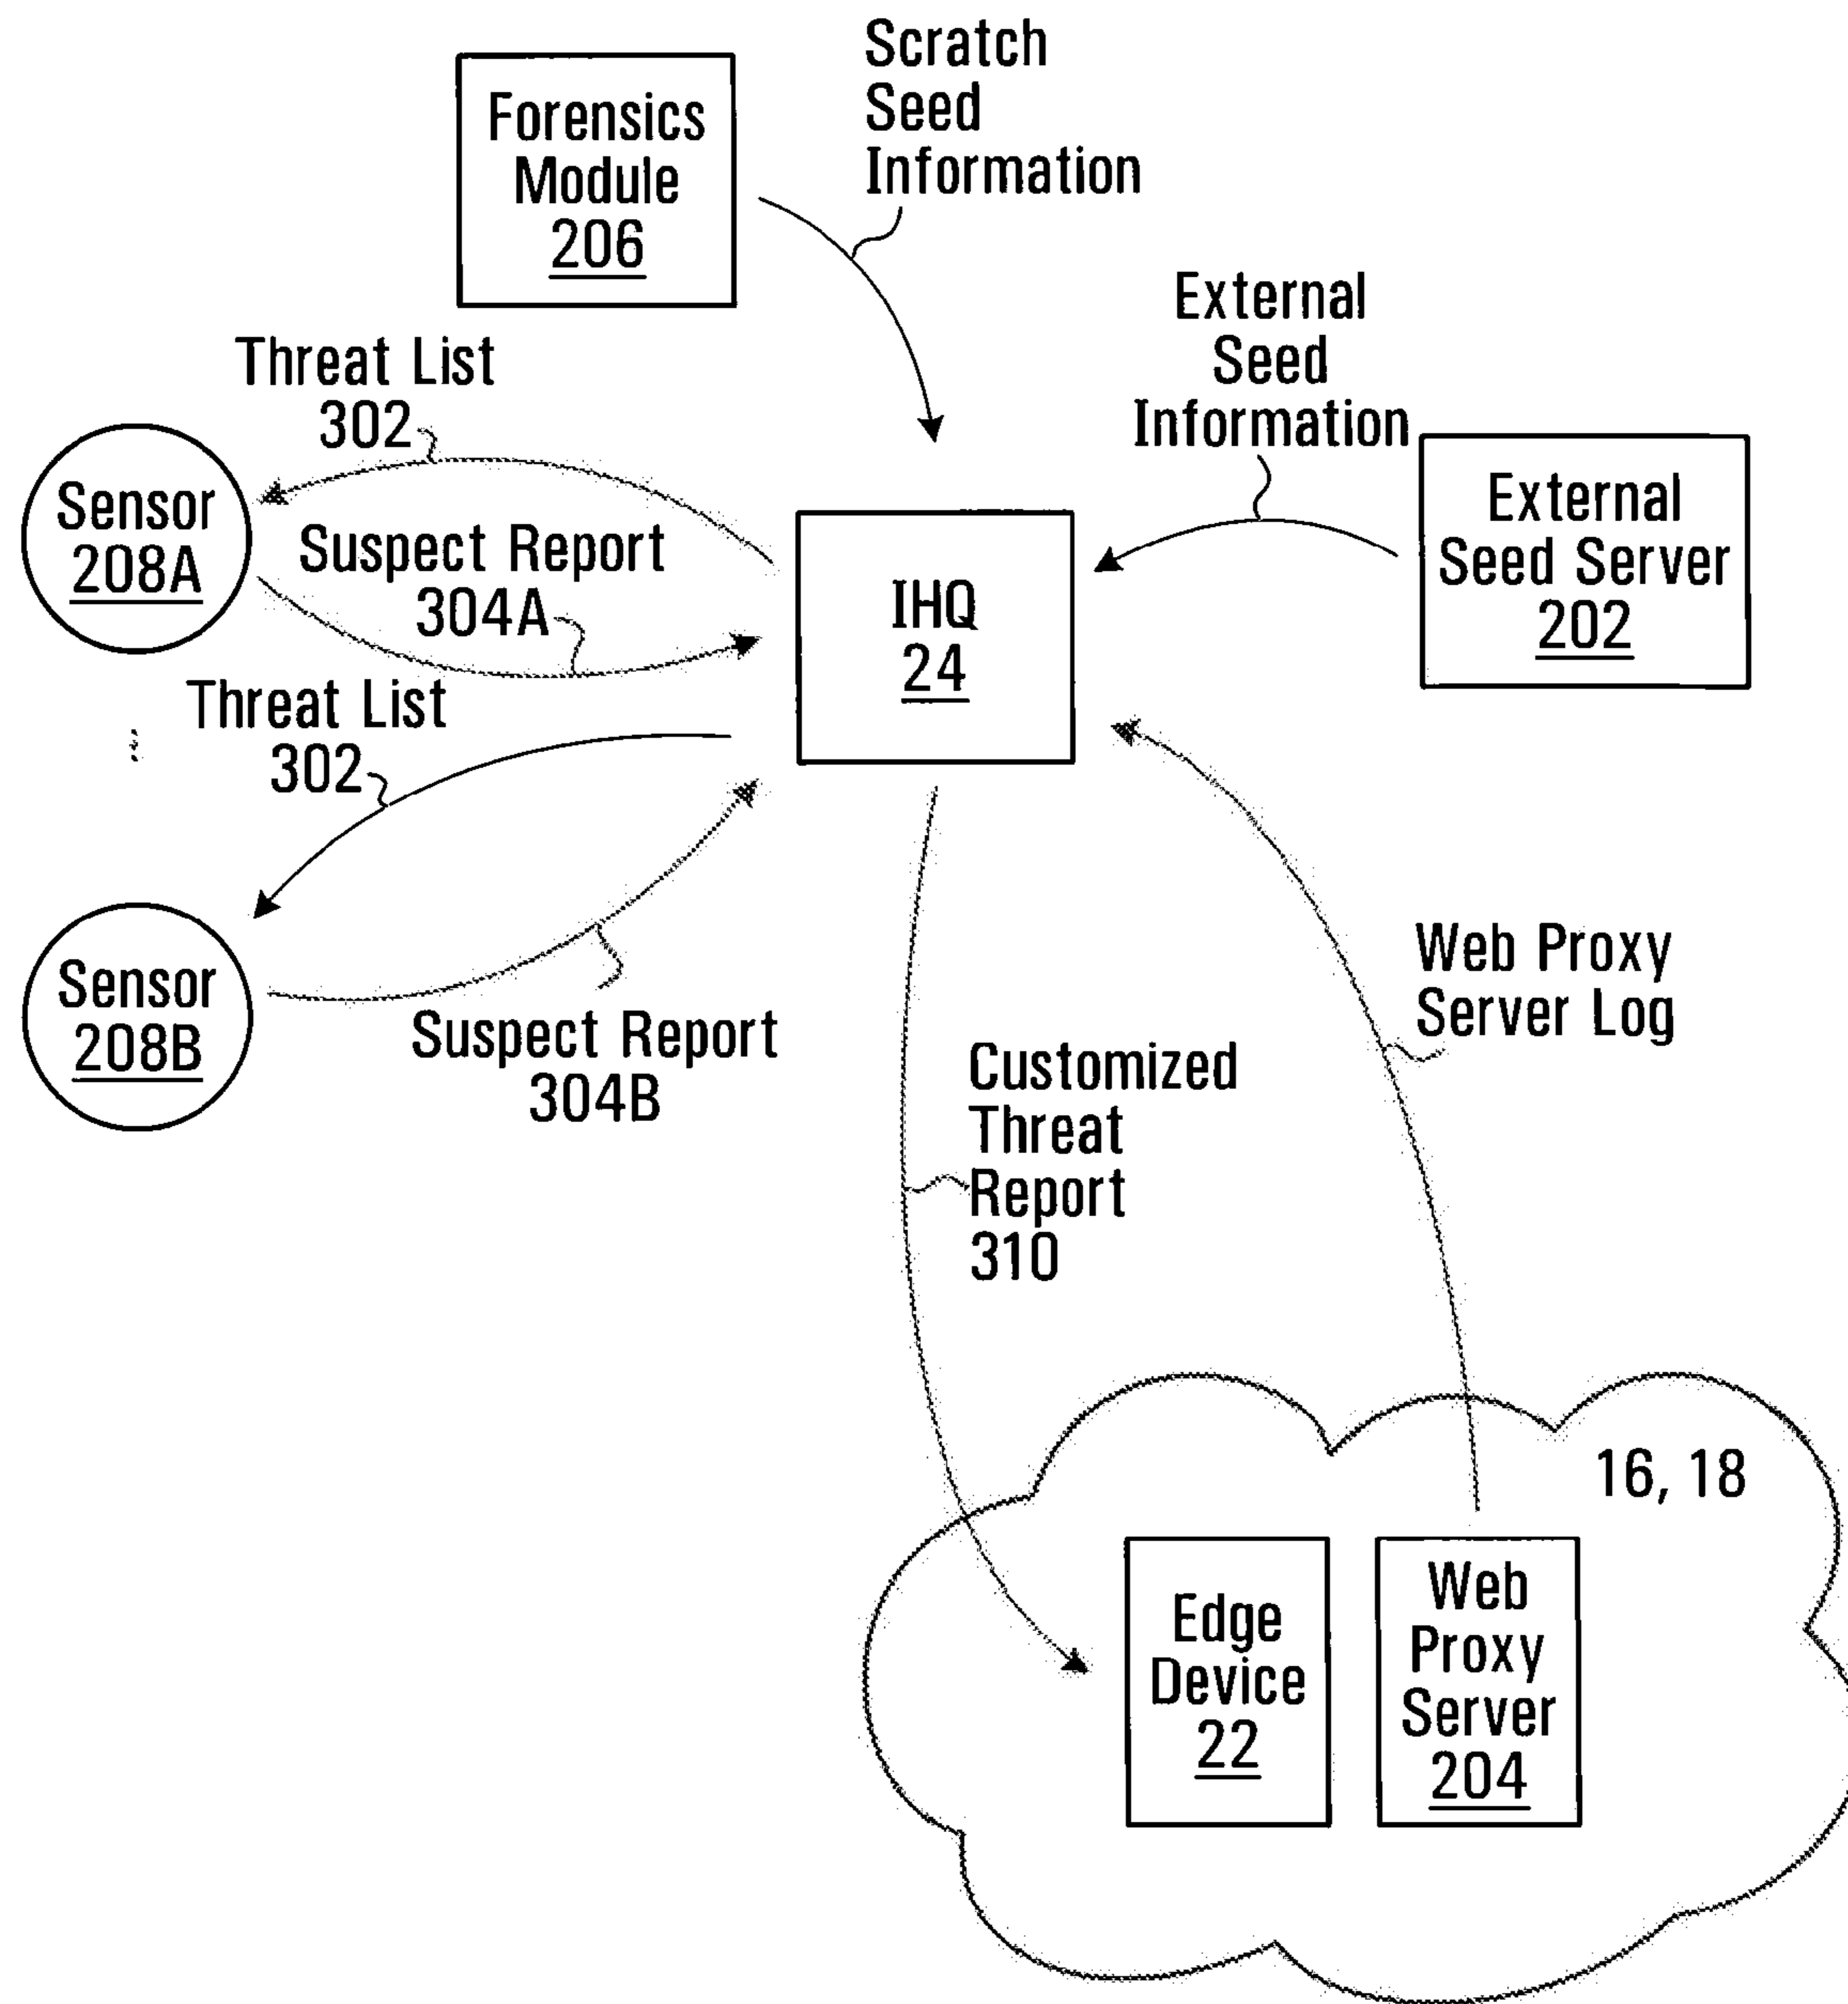 Scratch
Seed
Information
Forensics
Module
206
External
Seed
Information
Threat List
302
Sensor
208A
Suspect Report
304A
IHQ
24
External
Seed Server
202
Threat List
302
Sensor
208B
Suspect Report
304B
Web Proxy
Server Log
Customized
Threat
Report
310
16, 18
Edge
Device
22
Web
Proxy
Server
204